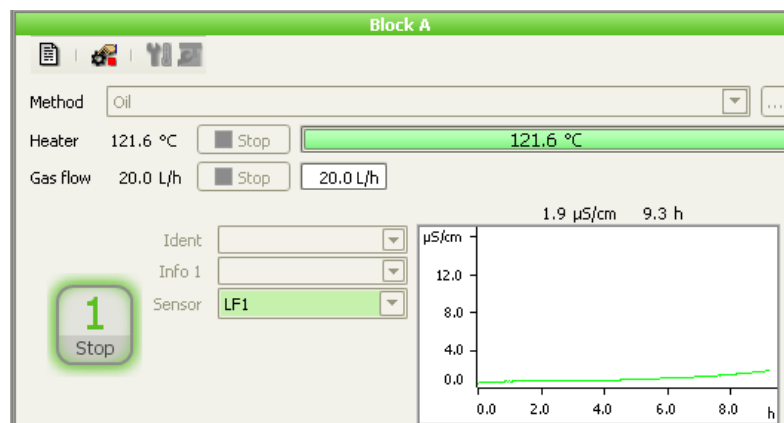 Block A
Method Oil ...
Heater 121.6 °C Stop 121.6 °C
Gas flow 20.0 L/h Stop 20.0 L/h
1.9 µS/cm 9.3 h
Ident
Info 1
Sensor LF1
1
Stop
µS/cm
12.0
8.0
4.0
0.0
0.0 2.0 4.0 6.0 8.0 h